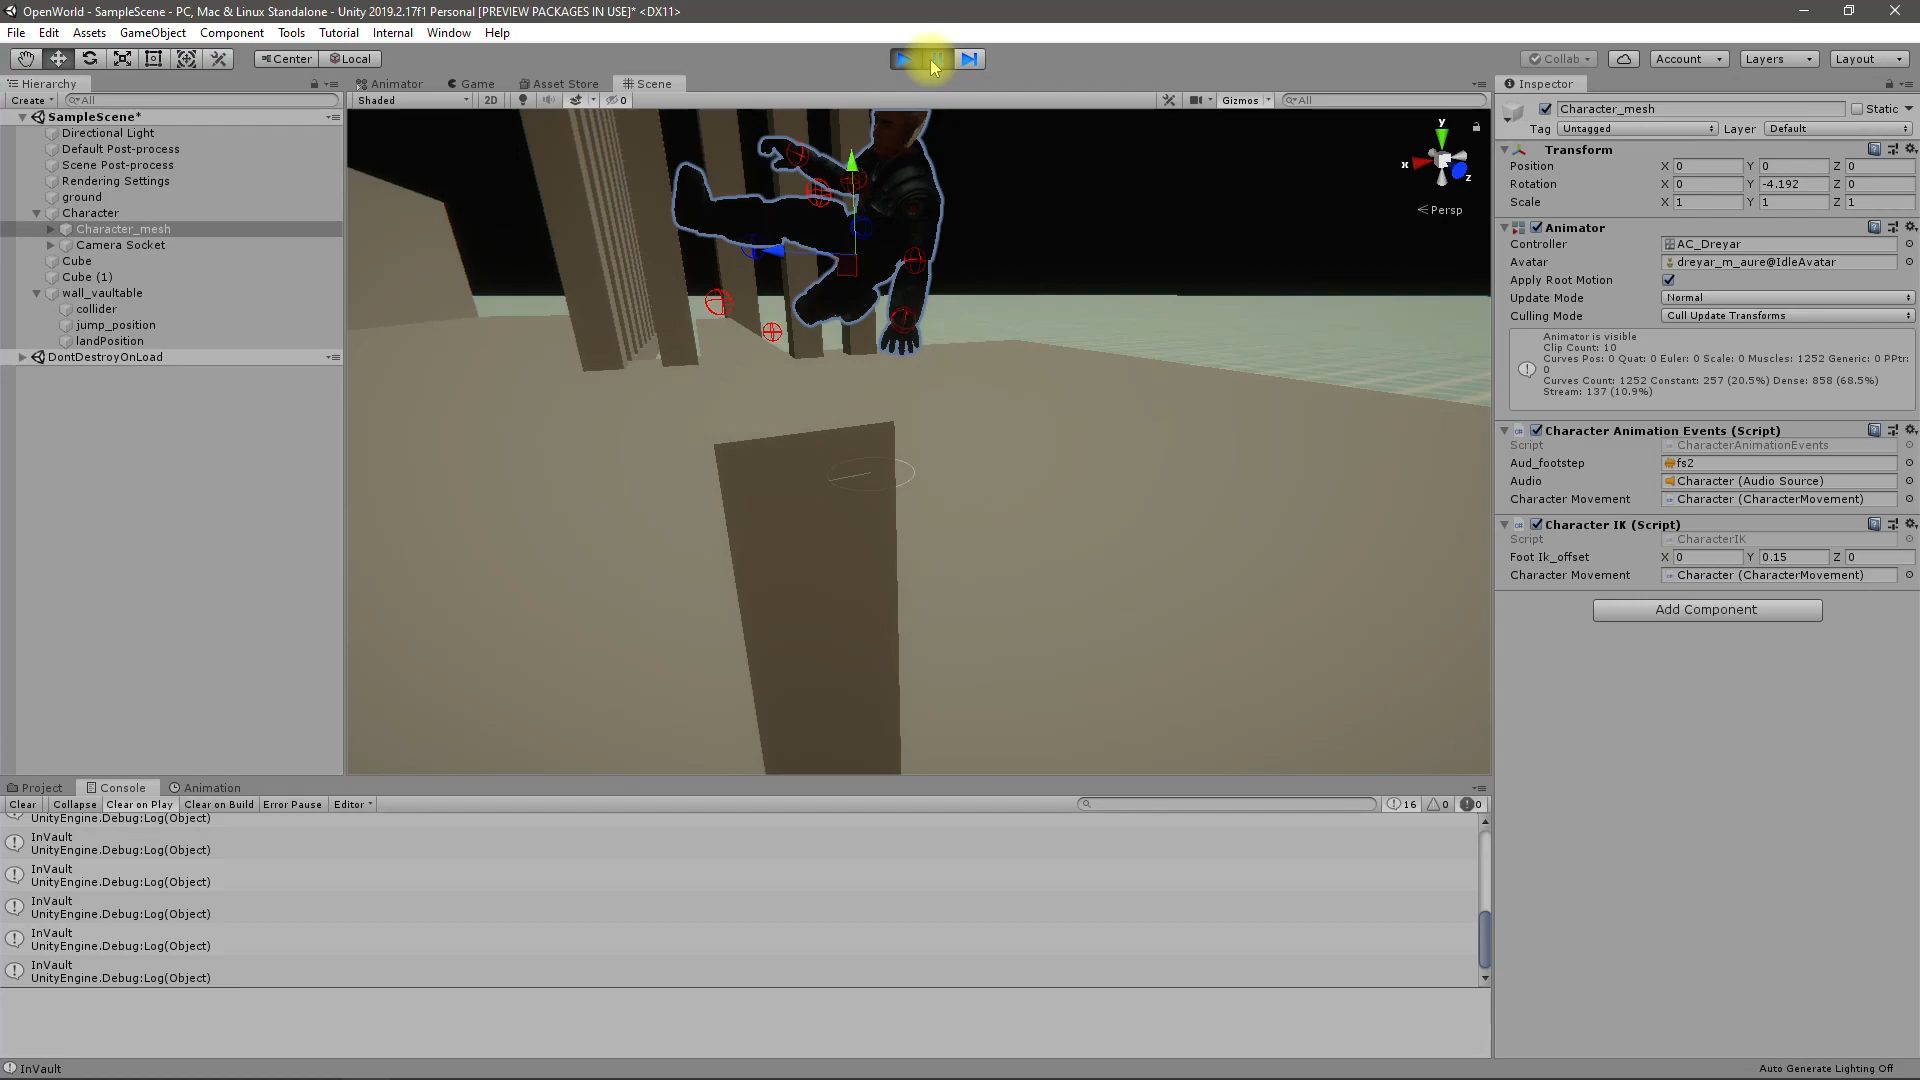 OpenWorld - SampleScene - PC, Mac & Linux Standalone - Unity 2019.2.17f1 Personal [PREVIEW PACKAGES IN USE]* <DX11>
File Edit Assets GameObject Component Tools Tutorial Internal Window Help
Center Local Collab Account Layers Layout
Hierarchy
Create All
SampleScene*
Directional Light
Default Post-process
Scene Post-process
Rendering Settings
ground
Character
Character_mesh
Camera Socket
Cube
Cube (1)
wall_vaultable
collider
jump_position
landPosition
DontDestroyOnLoad
Animator Game Asset Store Scene
Shaded 2D 0 Gizmos All
y
x
z
Persp
Inspector
Character_mesh Static
Tag Untagged Layer Default
Transform
Position X 0 Y 0 Z 0
Rotation X 0 Y -4.192 Z 0
Scale X 1 Y 1 Z 1
Animator
Controller AC_Dreyar
Avatar dreyar_m_aure@IdleAvatar
Apply Root Motion
Update Mode Normal
Culling Mode Cull Update Transforms
Animator is visible
Clip Count: 10
Curves Pos: 0 Quat: 0 Euler: 0 Scale: 0 Muscles: 1252 Generic: 0 PPtr:
0
Curves Count: 1252 Constant: 257 (20.5%) Dense: 858 (68.5%)
Stream: 137 (10.9%)
Character Animation Events (Script)
Script CharacterAnimationEvents
Aud_footstep fs2
Audio Character (Audio Source)
Character Movement Character (CharacterMovement)
Character IK (Script)
Script CharacterIK
Foot Ik_offset X 0 Y 0.15 Z 0
Character Movement Character (CharacterMovement)
Add Component
Project Console Animation
Clear Collapse Clear on Play Clear on Build Error Pause Editor 16 0 0
UnityEngine.Debug:Log(Object)
InVault
UnityEngine.Debug:Log(Object)
InVault
UnityEngine.Debug:Log(Object)
InVault
UnityEngine.Debug:Log(Object)
InVault
UnityEngine.Debug:Log(Object)
InVault
UnityEngine.Debug:Log(Object)
InVault
Auto Generate Lighting Off